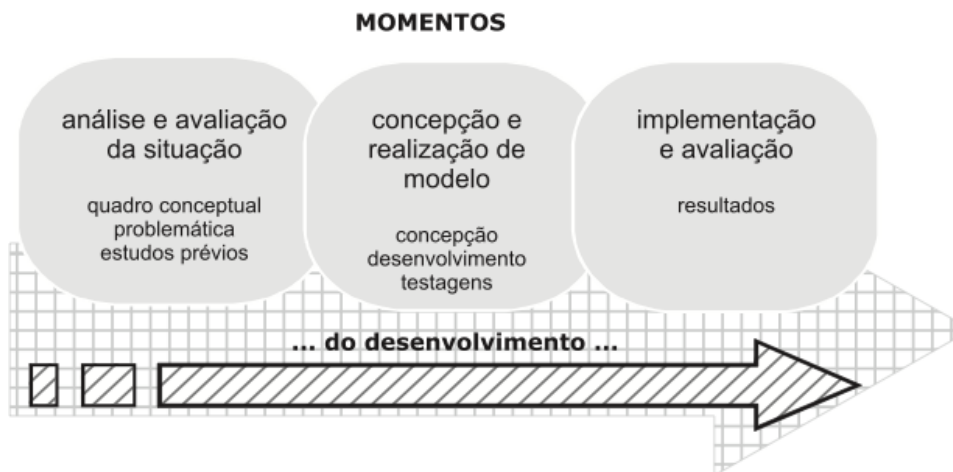 MOMENTOS
análise e avaliação
da situação
quadro conceptual
problemática
estudos prévios
concepção e
realização de
modelo
concepção
desenvolvimento
testagens
implementação
e avaliação
resultados
... do desenvolvimento ...